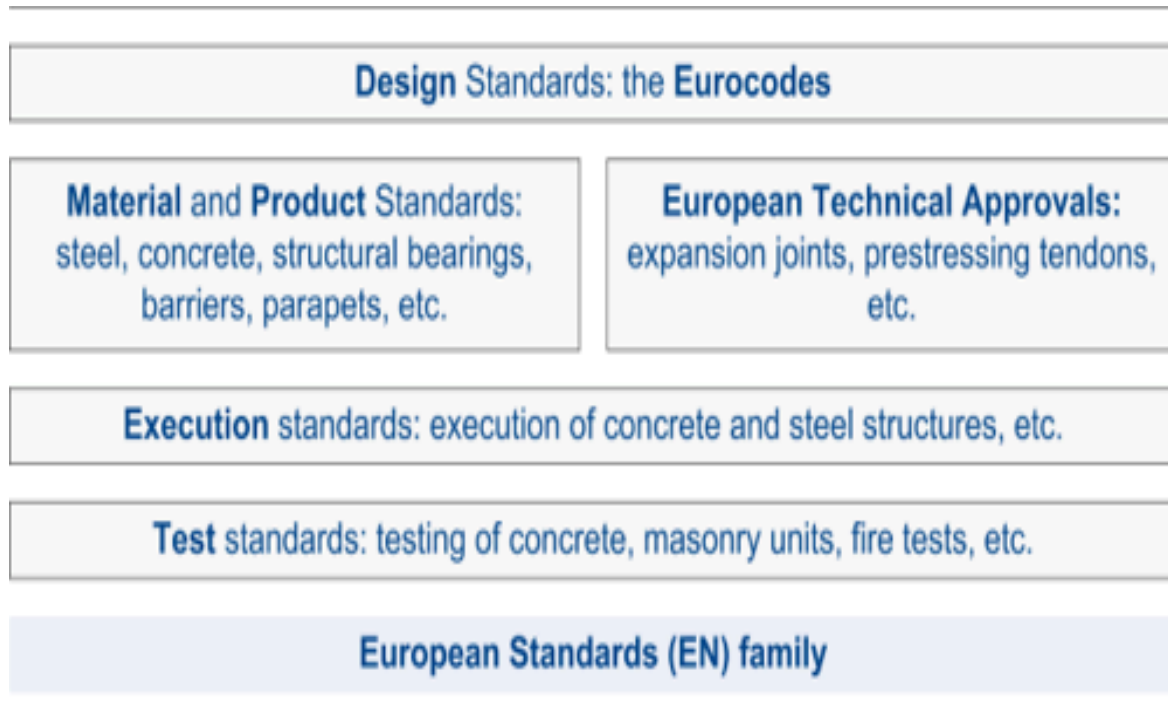 Design Standards: the Eurocodes
Material and Product Standards:
steel, concrete, structural bearings,
barriers, parapets, etc.
European Technical Approvals:
expansion joints, prestressing tendons,
etc.
Execution standards: execution of concrete and steel structures, etc.
Test standards: testing of concrete, masonry units, fire tests, etc.
European Standards (EN) family